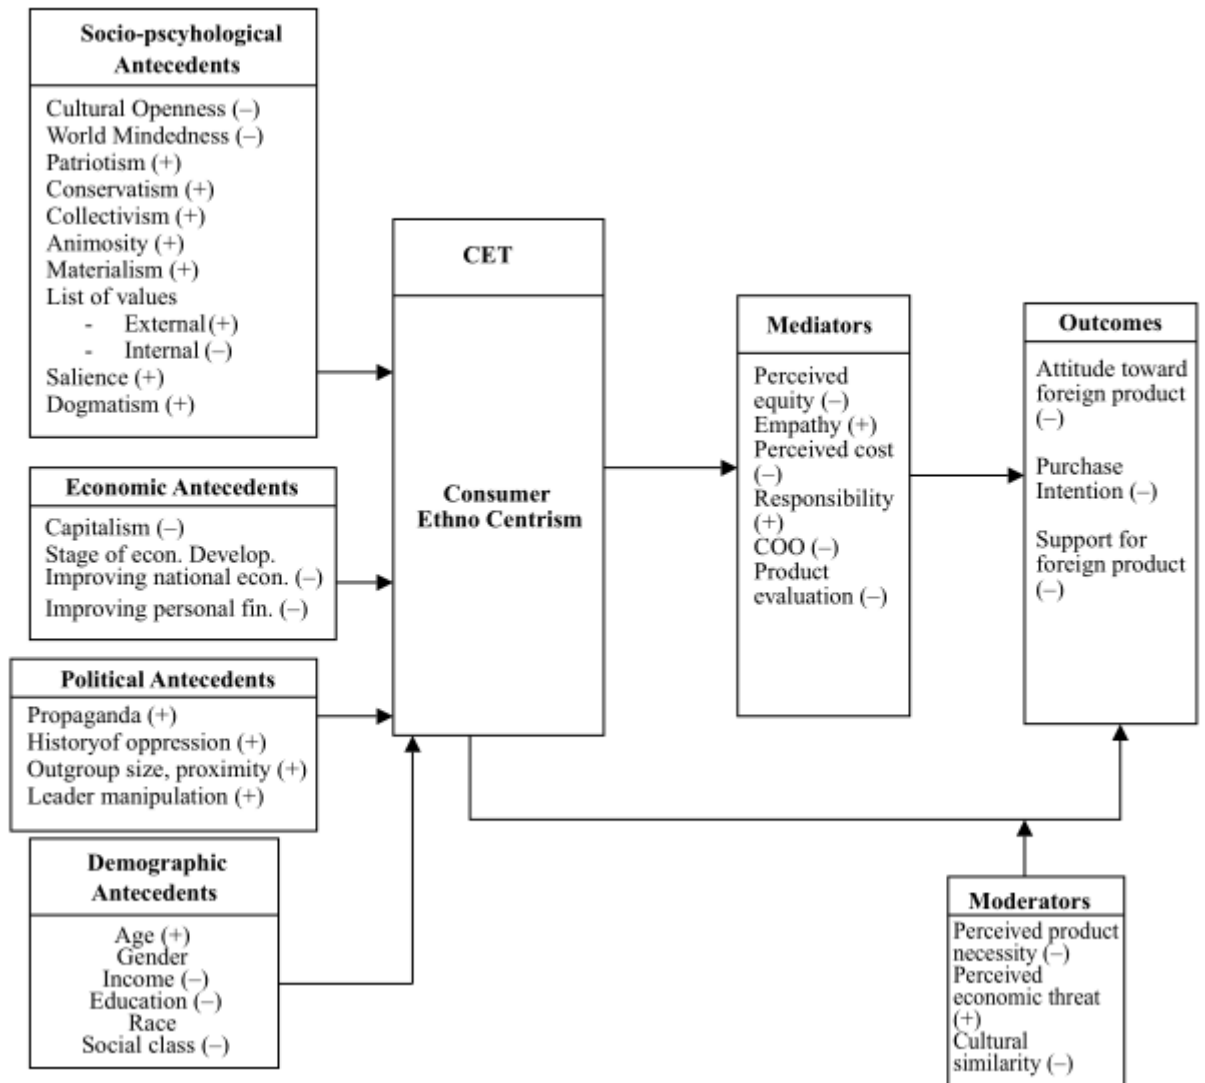 Socio-pscyhological
Antecedents
Cultural Openness (–)
World Mindedness (–)
Patriotism (+)
Conservatism (+)
Collectivism (+)
Animosity (+)
Materialism (+)
List of values
- External (+)
- Internal (–)
Salience (+)
Dogmatism (+)
Economic Antecedents
Capitalism (–)
Stage of econ. Develop.
Improving national econ. (–)
Improving personal fin. (–)
Political Antecedents
Propaganda (+)
Historyof oppression (+)
Outgroup size, proximity (+)
Leader manipulation (+)
Demographic
Antecedents
Age (+)
Gender
Income (–)
Education (–)
Race
Social class (–)
CET
Consumer
Ethno Centrism
Mediators
Perceived
equity (–)
Empathy (+)
Perceived cost
(–)
Responsibility
(+)
COO (–)
Product
evaluation (–)
Outcomes
Attitude toward
foreign product
(–)
Purchase
Intention (–)
Support for
foreign product
(–)
Moderators
Perceived product
necessity (–)
Perceived
economic threat
(+)
Cultural
similarity (–)